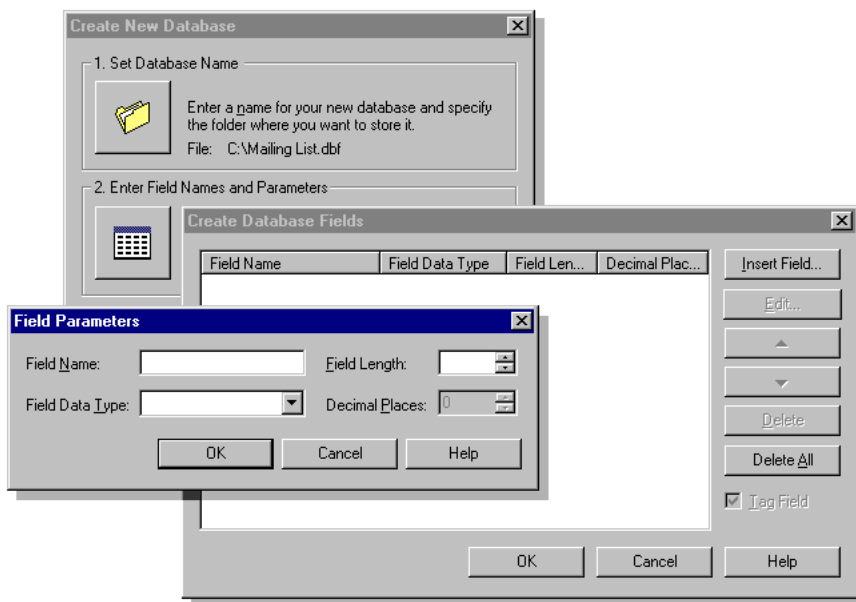 Create New Database
1. Set Database Name
Enter a name for your new database and specify
the folder where you want to store it.
File: C:\Mailing List.dbf
2. Enter Field Names and Parameters
Create Database Fields
Field Name Field Data Type Field Len... Decimal Plac...
Insert Field...
Edit...
Delete
Delete All
Tag Field
OK Cancel Help
Field Parameters
Field Name: Field Length:
Field Data Type: Decimal Places: 0
OK Cancel Help